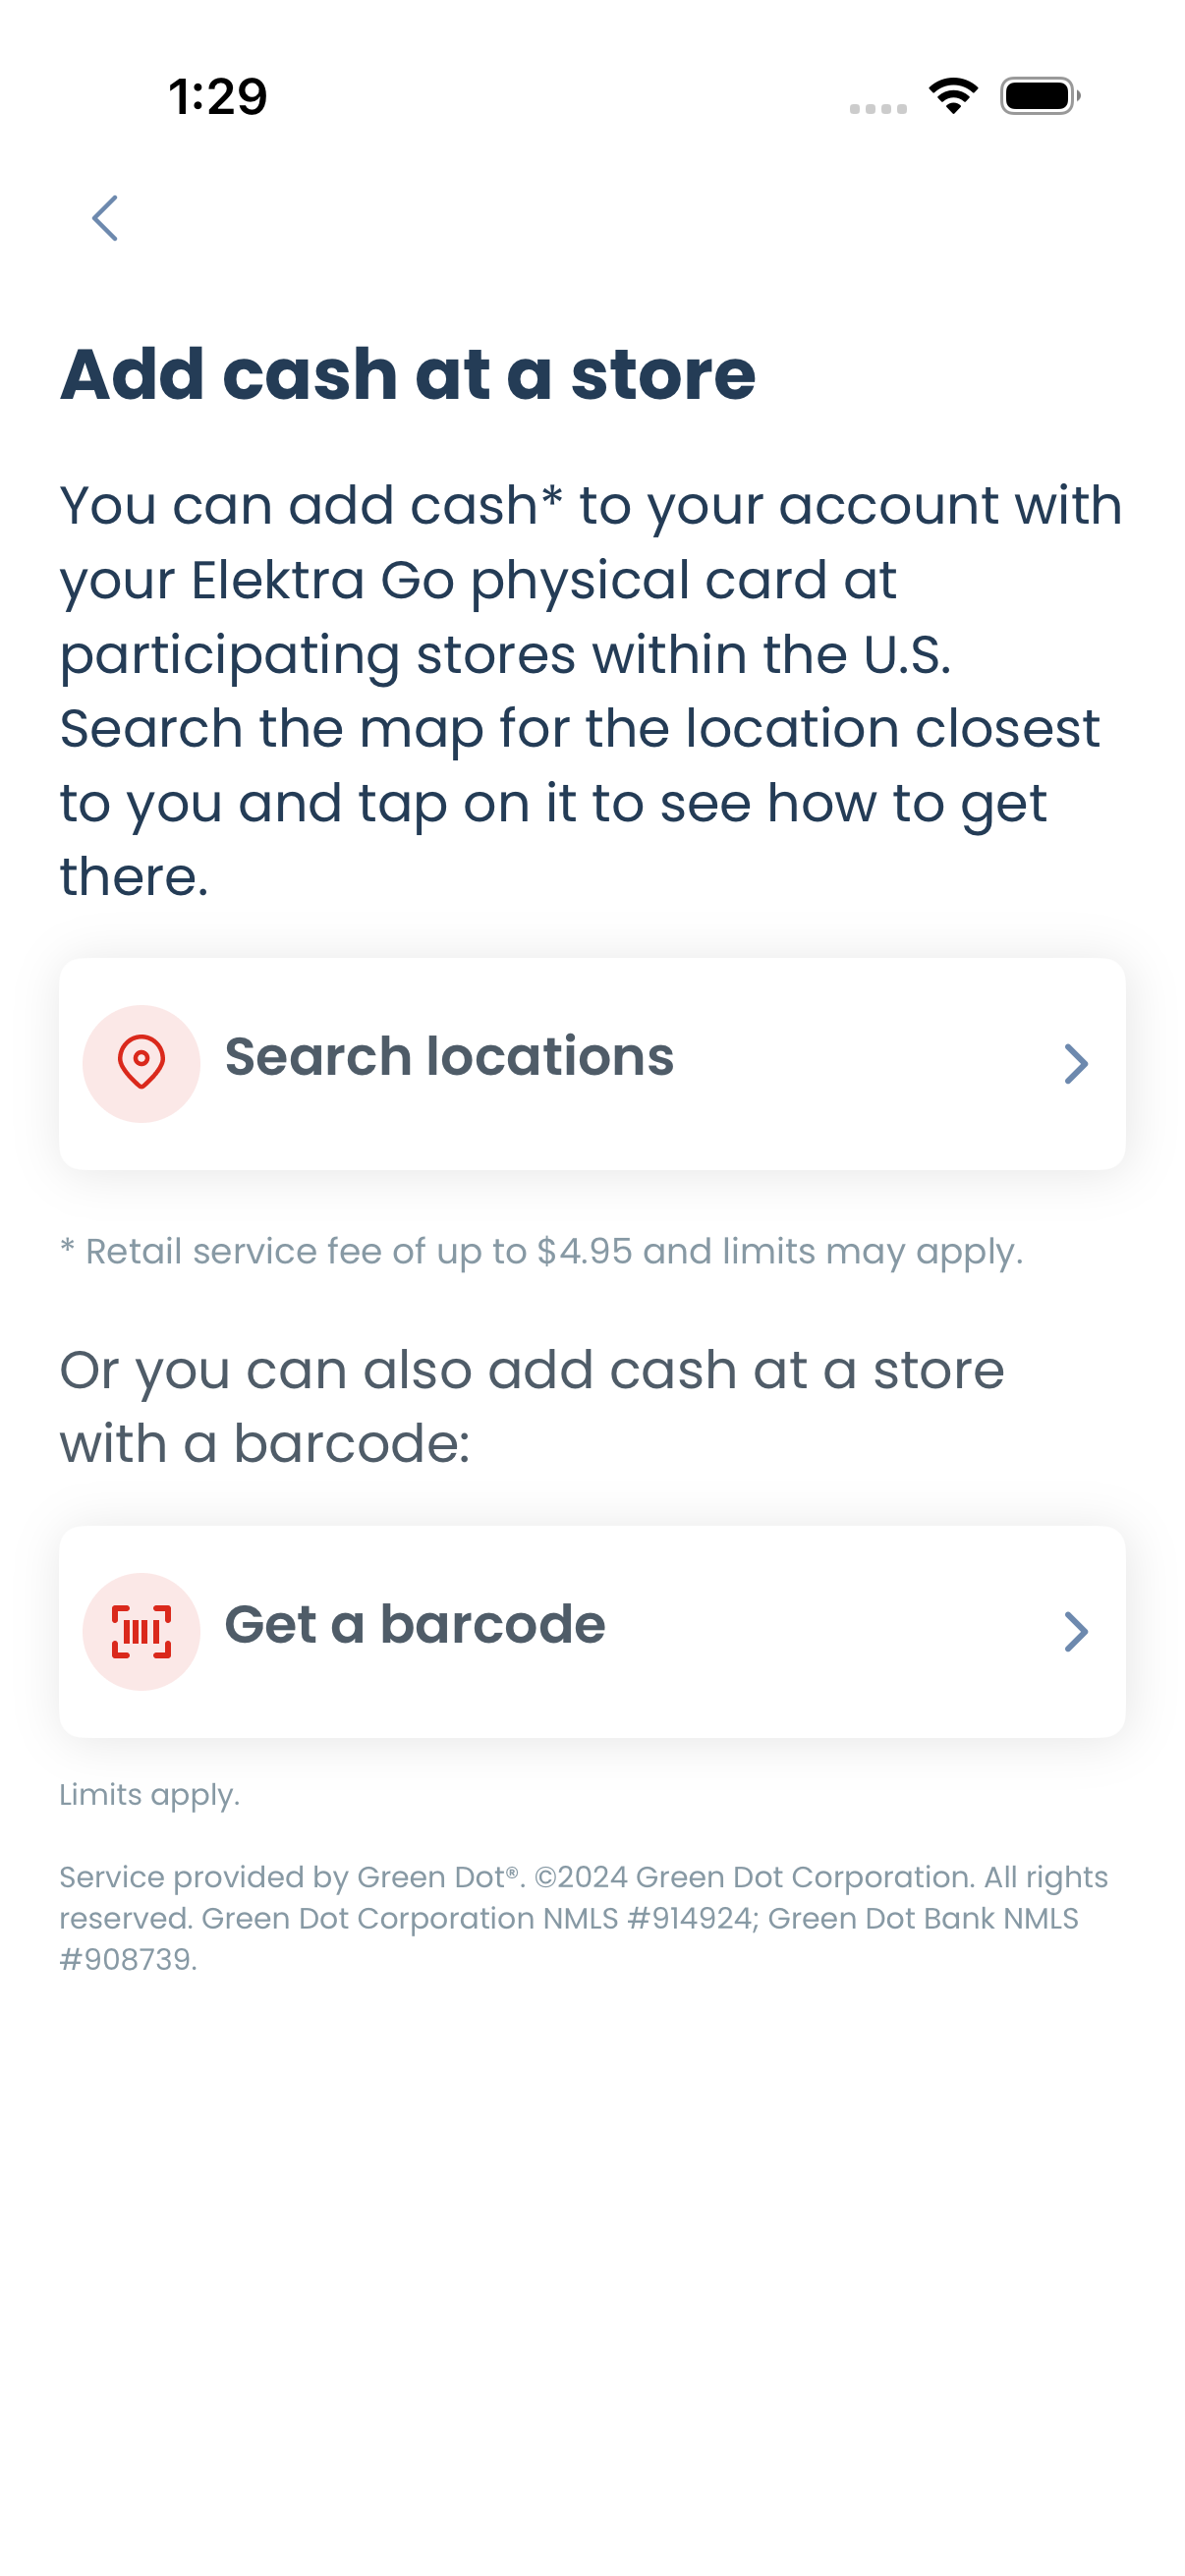 1:29
Add cash at a store
You can add cash* to your account with
your Elektra Go physical card at
participating stores within the U.S.
Search the map for the location closest
to you and tap on it to see how to get
there.
Search locations
* Retail service fee of up to $4.95 and limits may apply.
Or you can also add cash at a store
with a barcode:
Get a barcode
Limits apply.
Service provided by Green Dot®. ©2024 Green Dot Corporation. All rights
reserved. Green Dot Corporation NMLS #914924; Green Dot Bank NMLS
#908739.